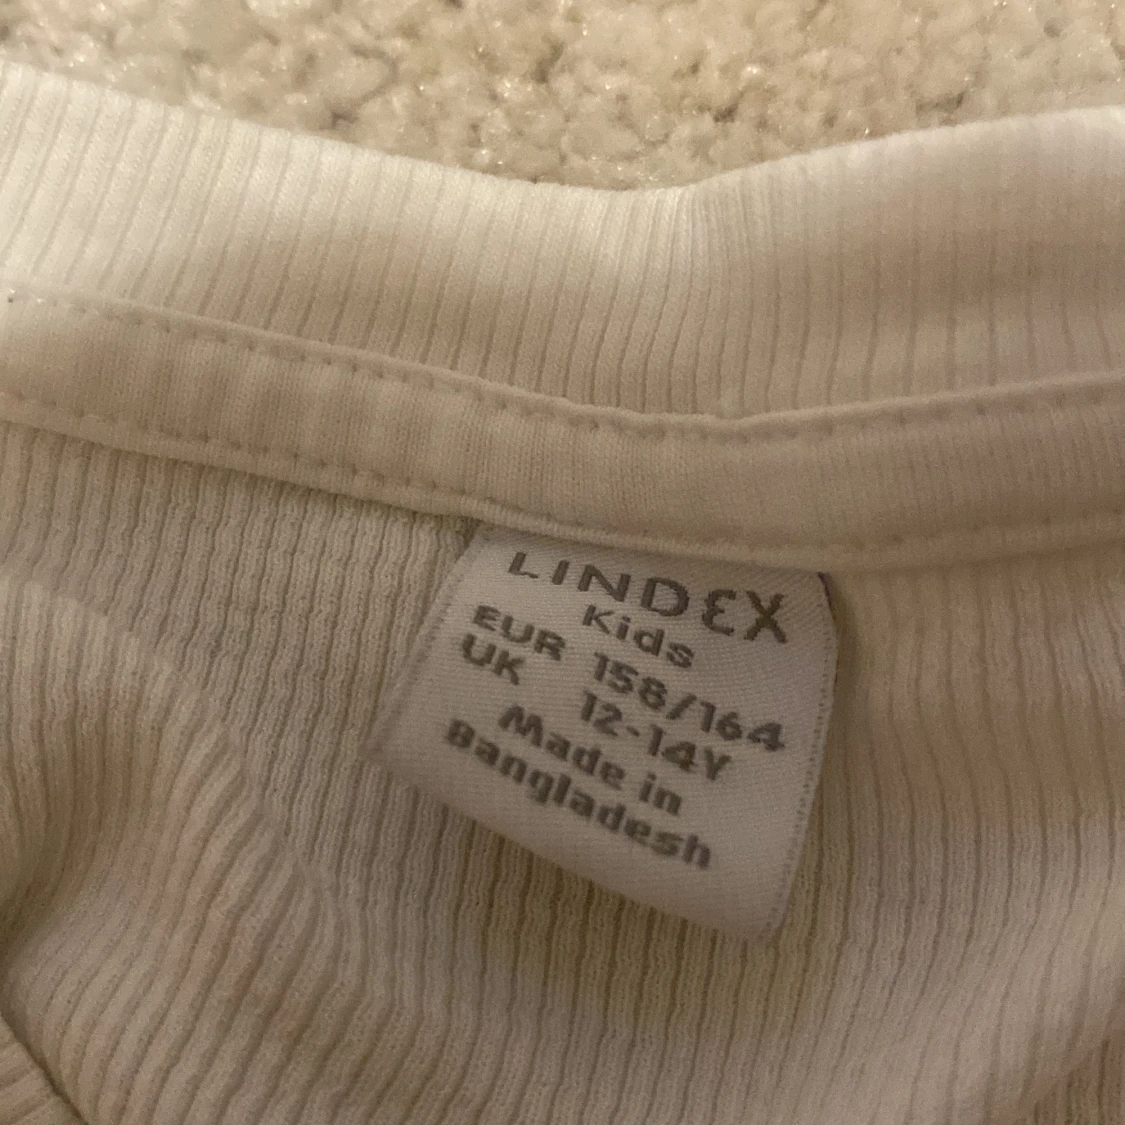 LINDEX
Kids
EUR 158/164
UK 12-14Y
Made in
Bangladesh